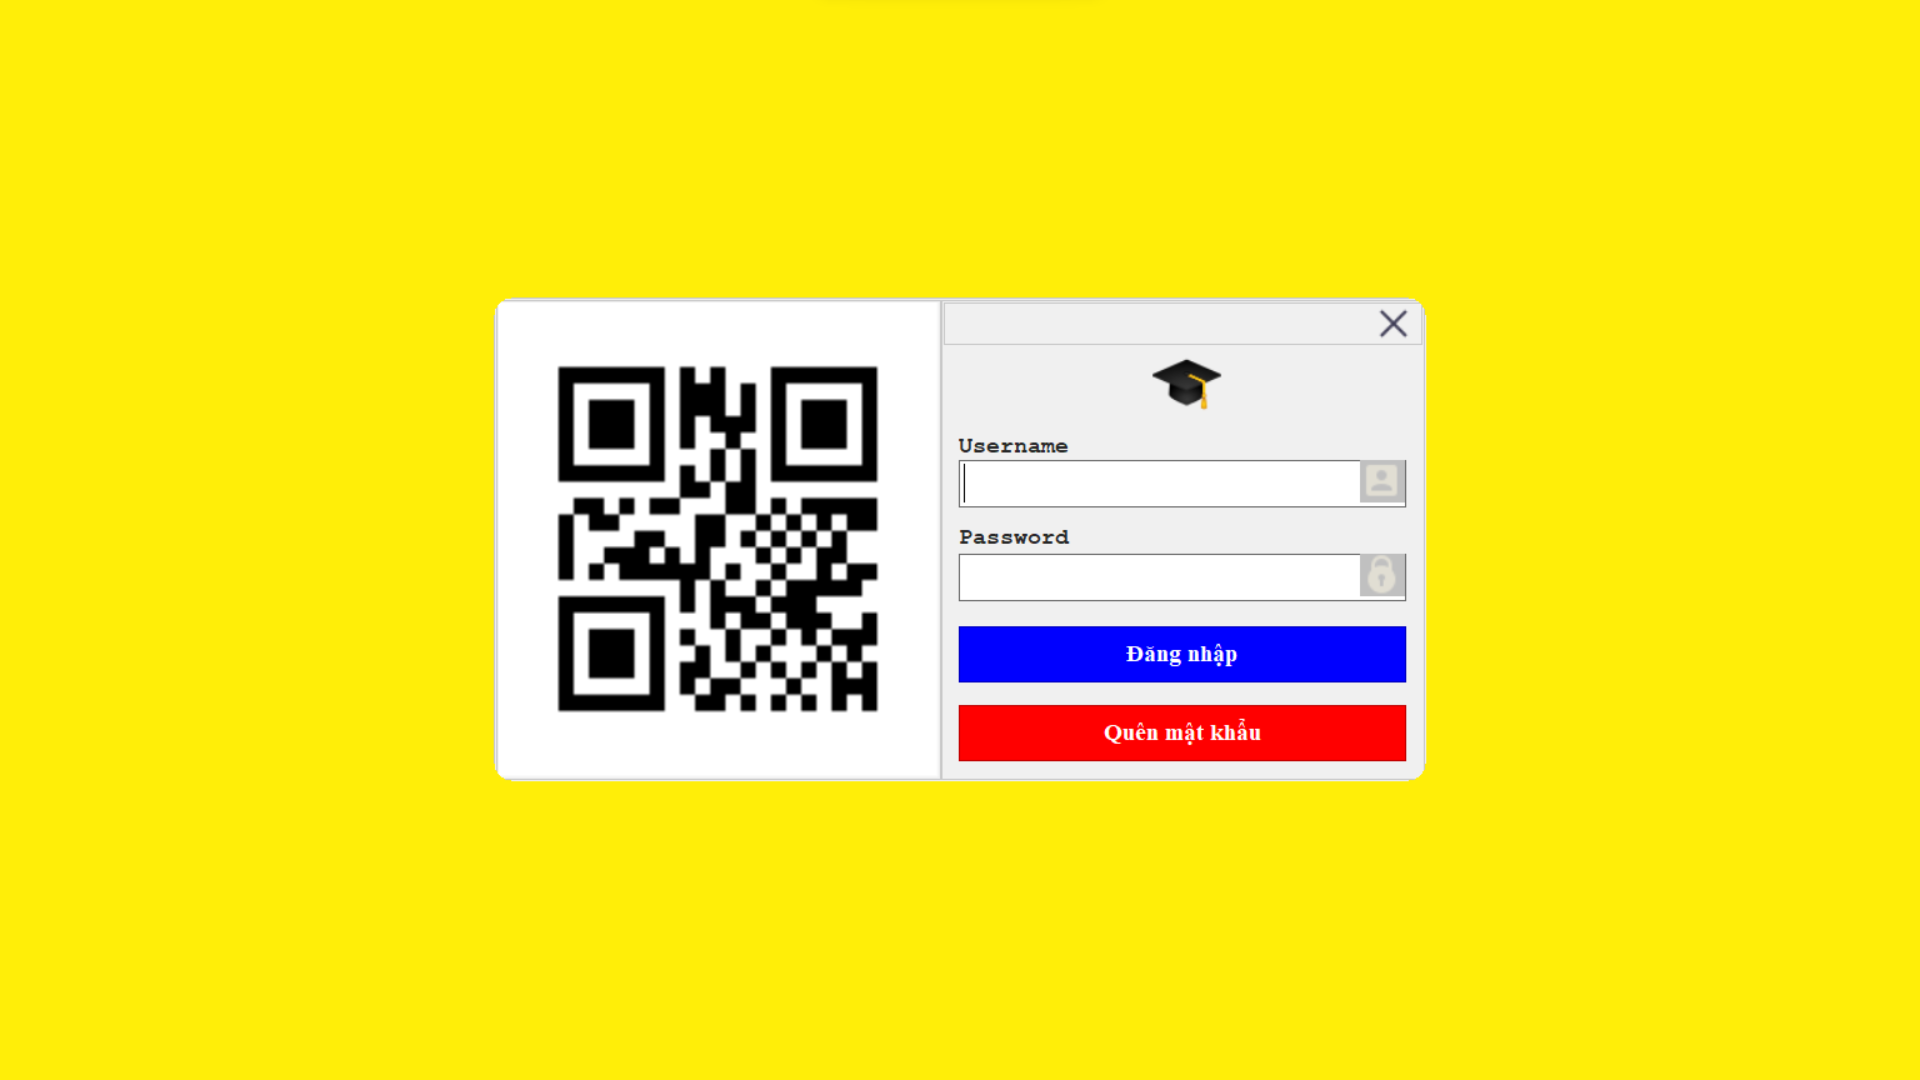 Username
Password
Đăng nhập
Quên mật khẩu